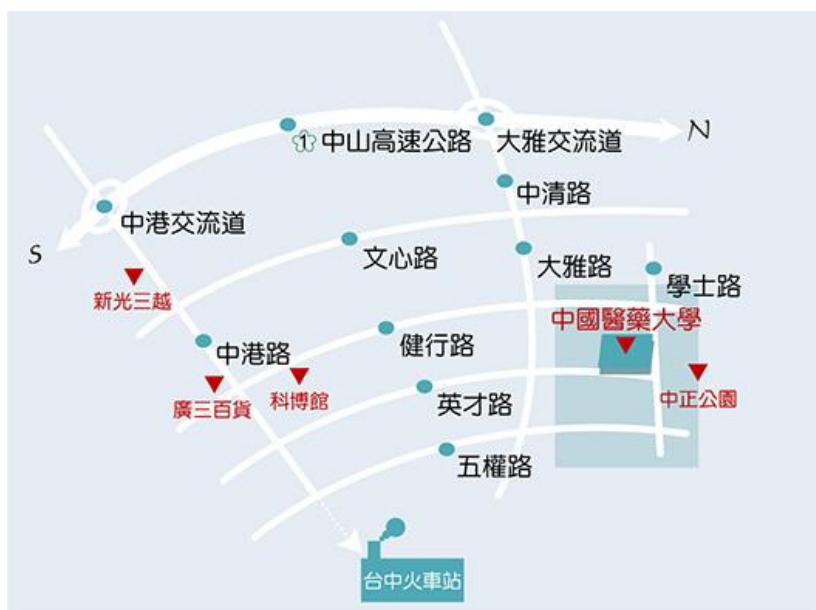 N
1 中山高速公路
大雅交流道
中清路
中港交流道
S
文心路
大雅路
學士路
新光三越
中國醫藥大學
中港路
健行路
廣三百貨
科博館
英才路
中正公園
五權路
台中火車站